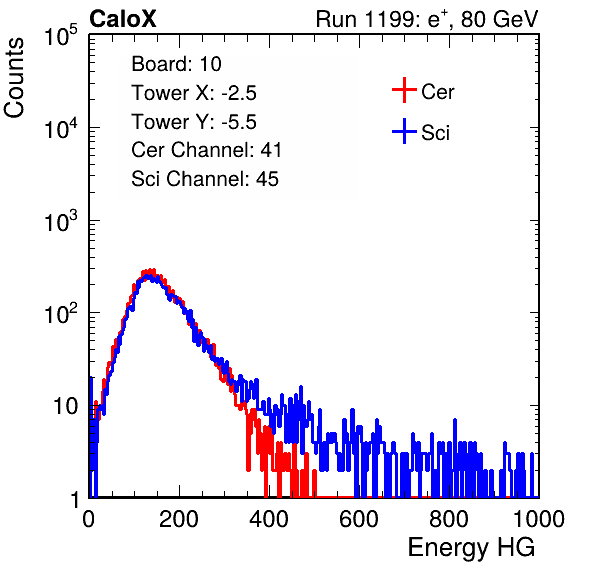 CaloX Run 1199: e⁺, 80 GeV
Counts
Board: 10
Tower X: -2.5
Tower Y: -5.5
Cer Channel: 41
Sci Channel: 45
Cer
Sci
10⁵
10⁴
10³
10²
10
1
0 200 400 600 800 1000
Energy HG